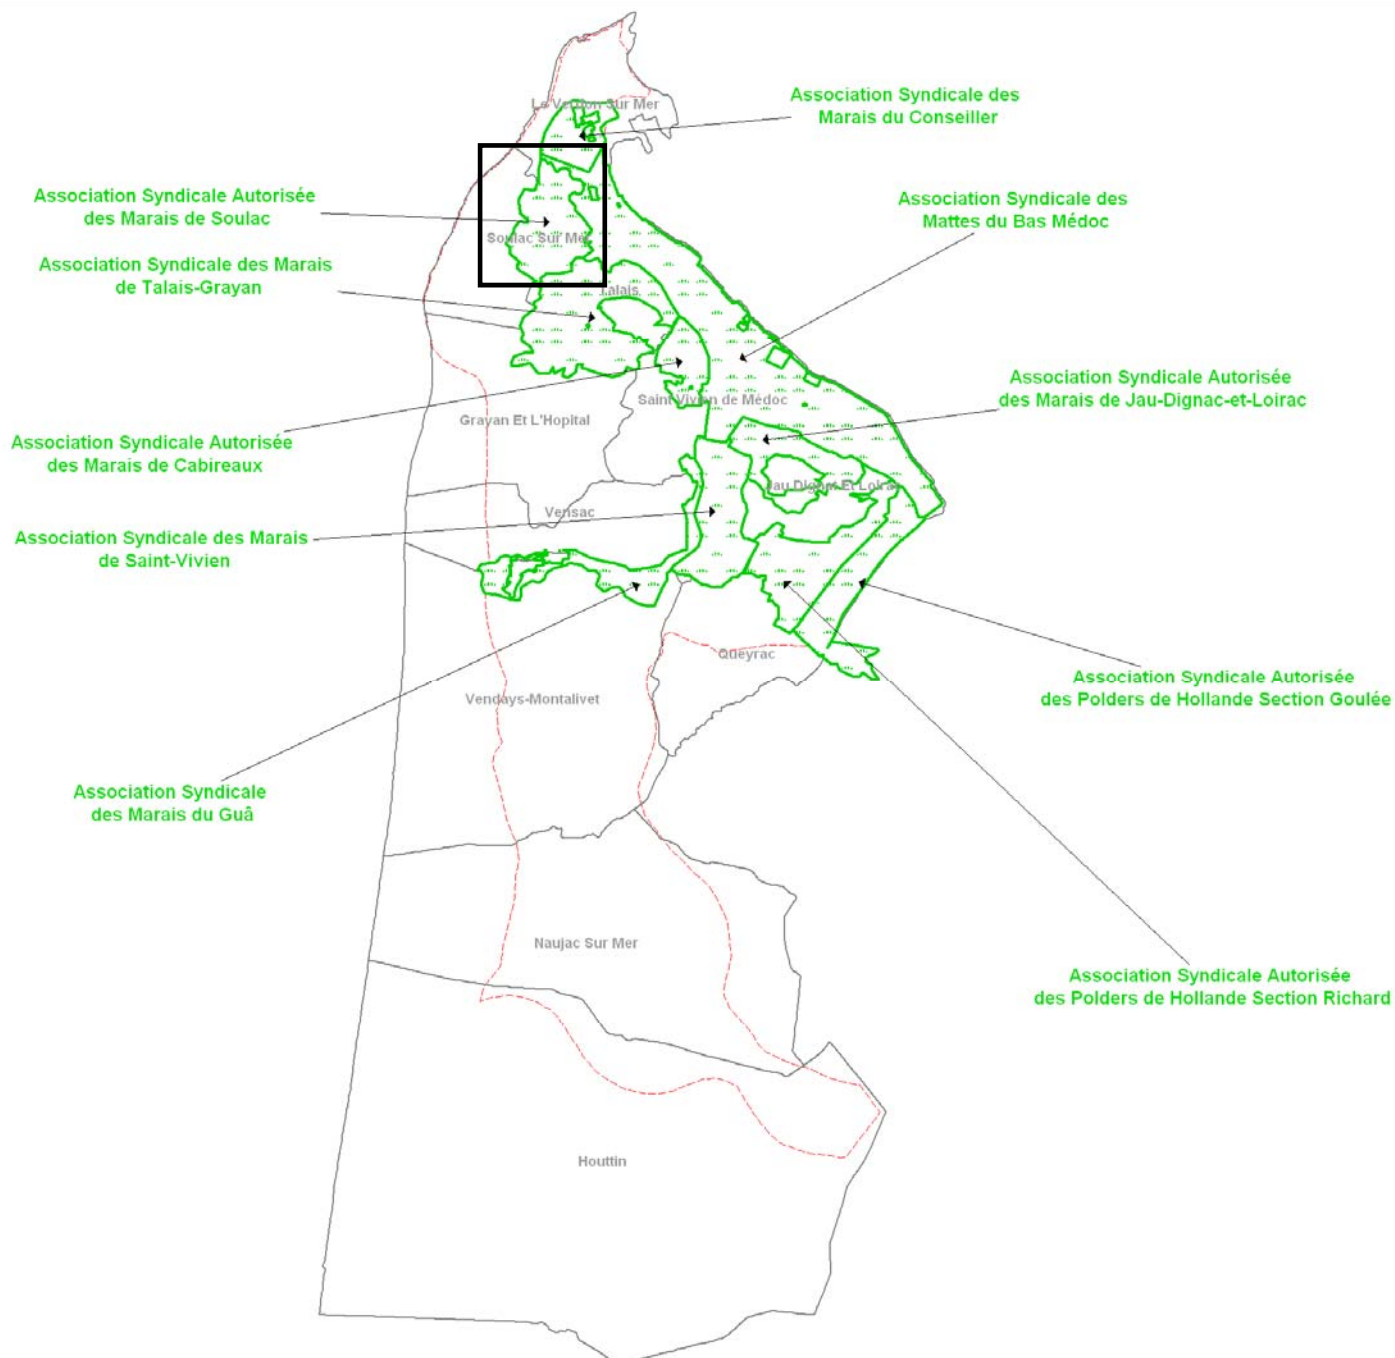 Le Verdon Sur Mer
Association Syndicale des
Marais du Conseiller
Association Syndicale Autorisée
des Marais de Soulac
Association Syndicale des
Mattes du Bas Médoc
Soulac Sur Mer
Association Syndicale des Marais
de Talais-Grayan
Talais
Association Syndicale Autorisée
des Marais de Jau-Dignac-et-Loirac
Saint Vivien de Médoc
Grayan Et L'Hopital
Association Syndicale Autorisée
des Marais de Cabireaux
Jau Dignac Et Loirac
Vensac
Association Syndicale des Marais
de Saint-Vivien
Queyrac
Association Syndicale Autorisée
des Polders de Hollande Section Goulée
Vendays-Montalivet
Association Syndicale
des Marais du Guâ
Naujac Sur Mer
Association Syndicale Autorisée
des Polders de Hollande Section Richard
Houttin